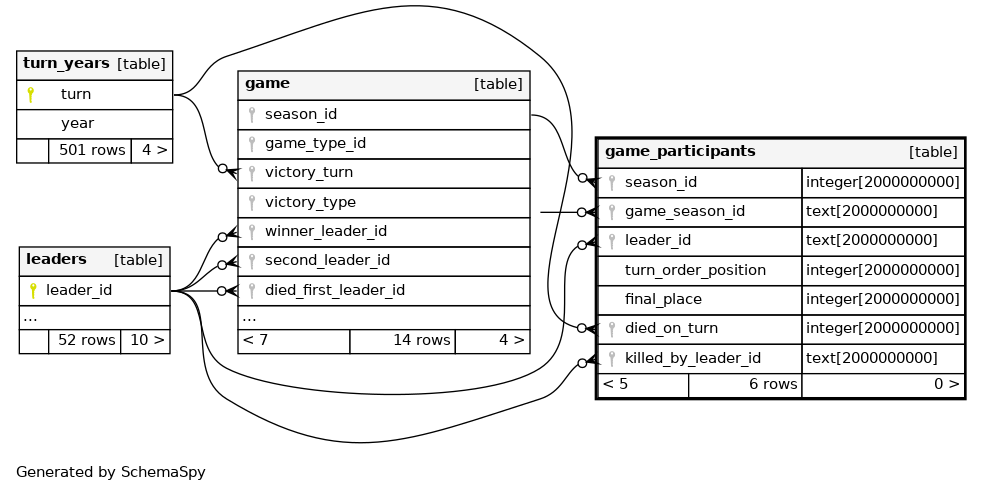 turn_years [table]
turn
year
501 rows 4 >
game [table]
season_id
game_type_id
victory_turn
victory_type
winner_leader_id
second_leader_id
died_first_leader_id
...
< 7 14 rows 4 >
leaders [table]
leader_id
...
52 rows 10 >
game_participants [table]
season_id integer[2000000000]
game_season_id text[2000000000]
leader_id text[2000000000]
turn_order_position integer[2000000000]
final_place integer[2000000000]
died_on_turn integer[2000000000]
killed_by_leader_id text[2000000000]
< 5 6 rows 0 >
Generated by SchemaSpy